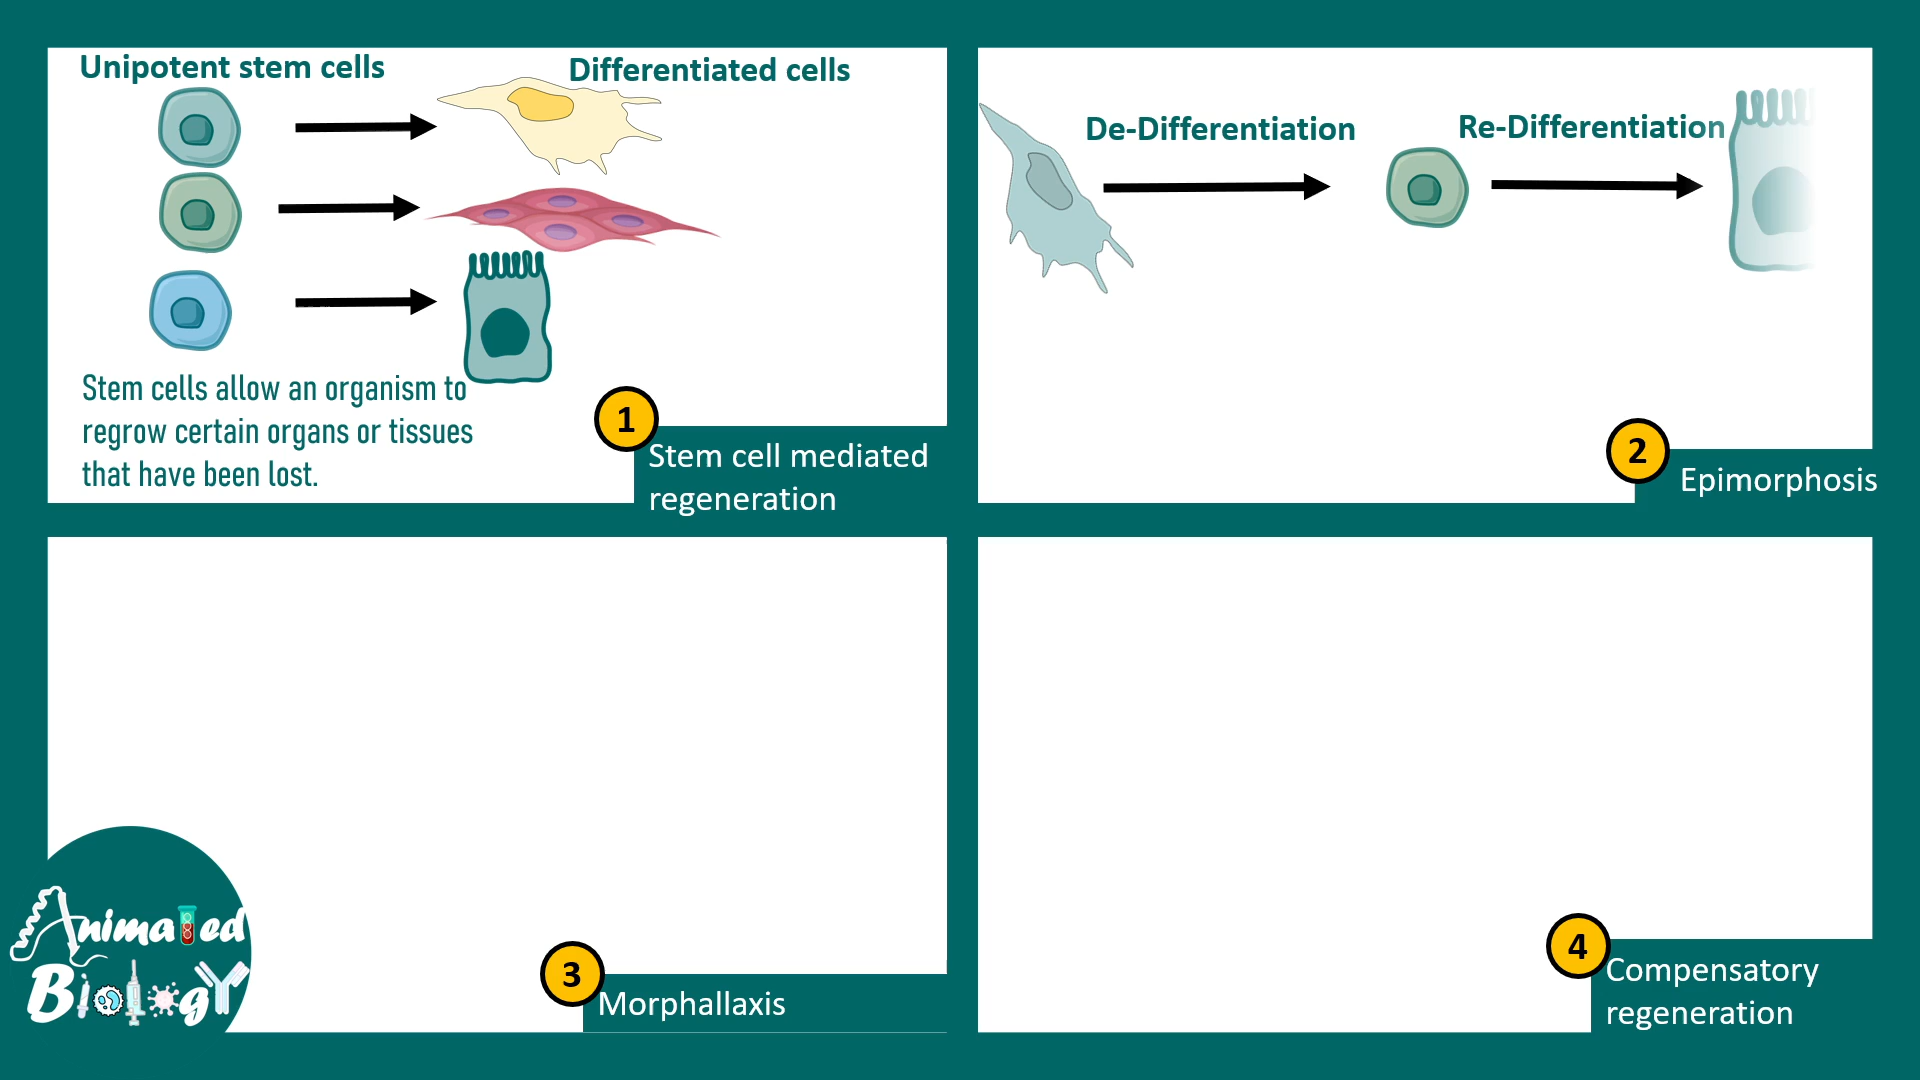 Unipotent stem cells
Differentiated cells
Stem cells allow an organism to
regrow certain organs or tissues
that have been lost.
1
Stem cell mediated
regeneration
De-Differentiation
Re-Differentiation
2
Epimorphosis
3
Morphallaxis
4
Compensatory
regeneration
Animated
Biology